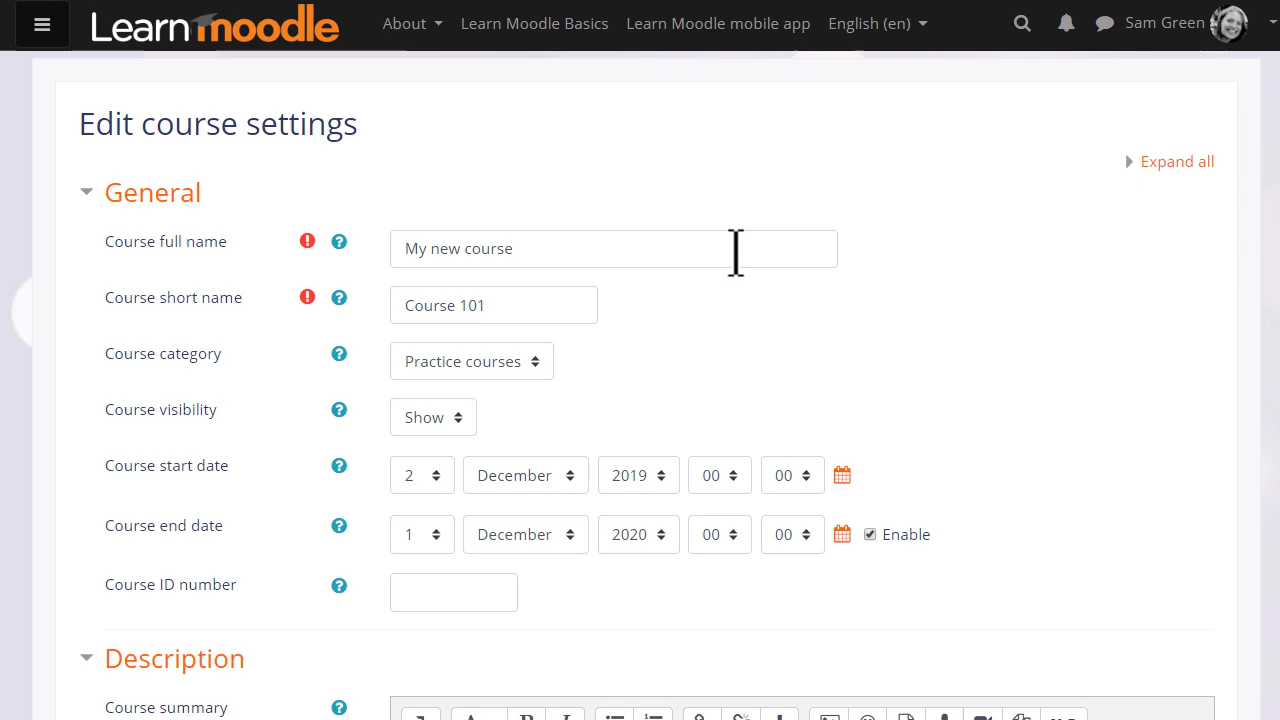 Learn moodle About Learn Moodle Basics Learn Moodle mobile app English (en) Sam Green
Edit course settings
Expand all
General
Course full name My new course
Course short name Course 101
Course category Practice courses
Course visibility Show
Course start date 2 December 2019 00 00
Course end date 1 December 2020 00 00 Enable
Course ID number
Description
Course summary